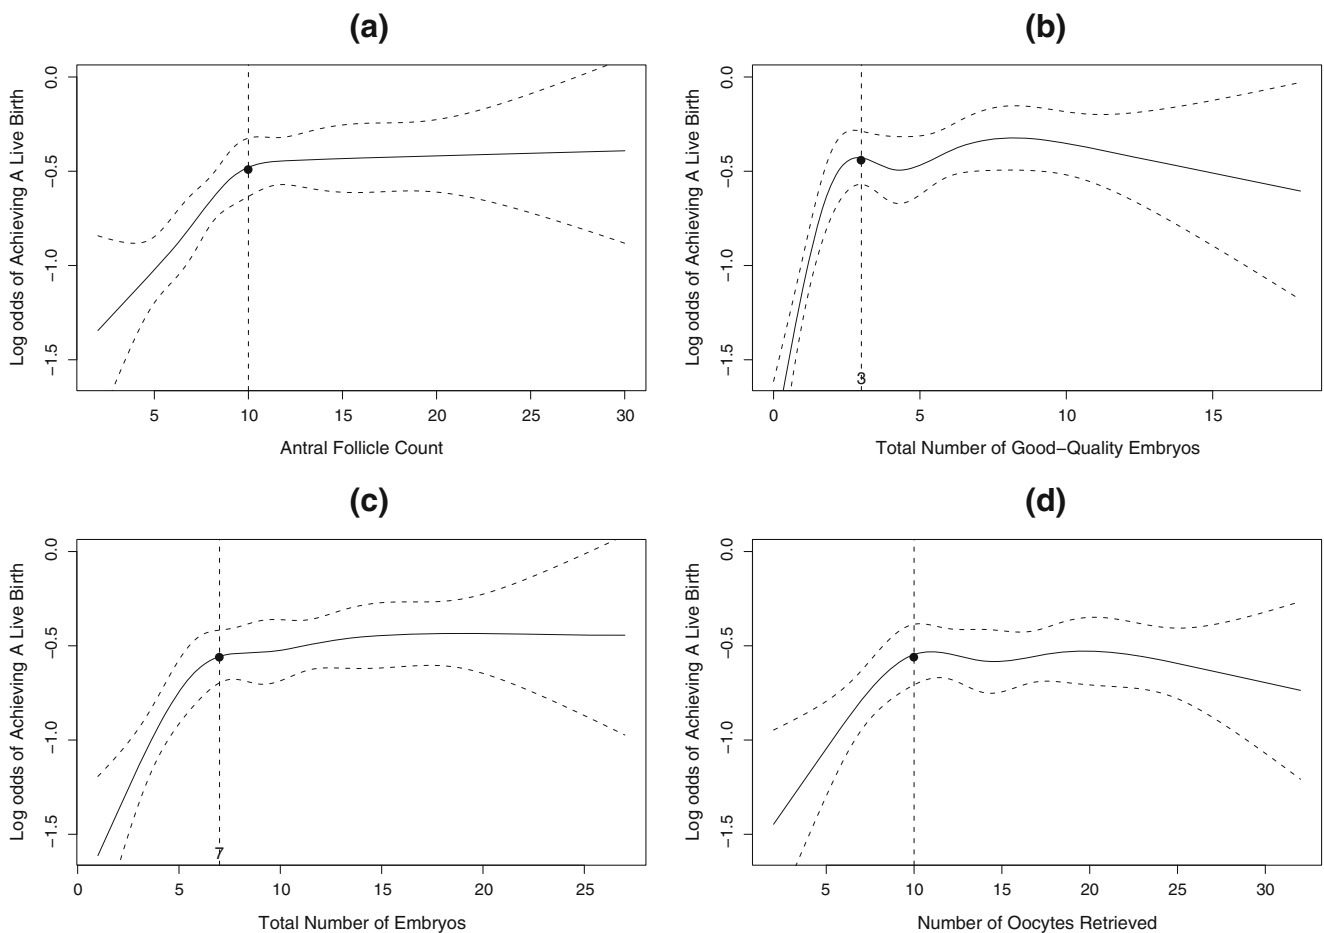 (a)
Log odds of Achieving A Live Birth
0.0
−0.5
−1.0
−1.5
5 10 15 20 25 30
Antral Follicle Count
(b)
Log odds of Achieving A Live Birth
0.0
−0.5
−1.0
−1.5
3
0 5 10 15
Total Number of Good−Quality Embryos
(c)
Log odds of Achieving A Live Birth
0.0
−0.5
−1.0
−1.5
7
0 5 10 15 20 25
Total Number of Embryos
(d)
Log odds of Achieving A Live Birth
0.0
−0.5
−1.0
−1.5
5 10 15 20 25 30
Number of Oocytes Retrieved